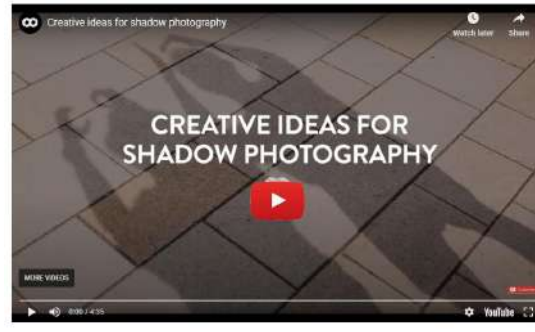 Creative ideas for shadow photography
Watch later
Share
CREATIVE IDEAS FOR
SHADOW PHOTOGRAPHY
MORE VIDEOS
0:00 / 4:35
YouTube